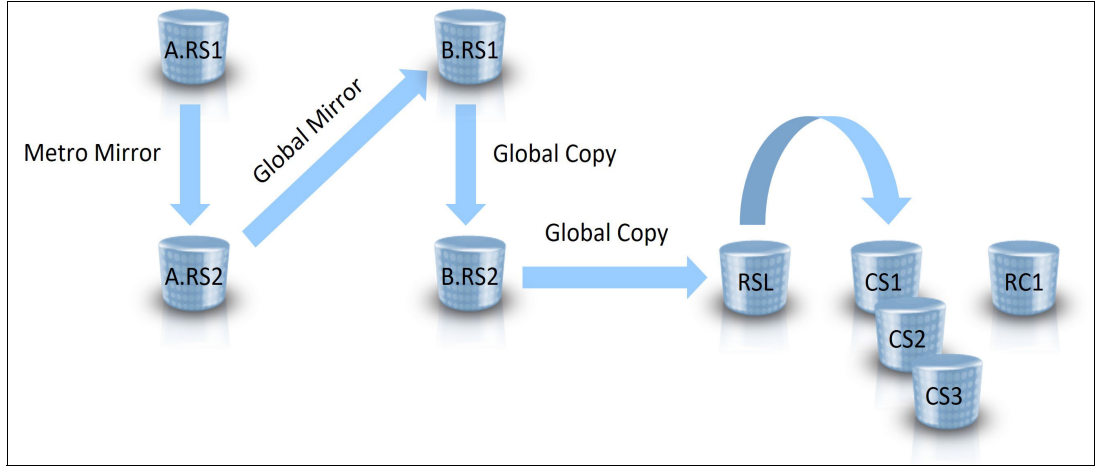 A.RS1
B.RS1
Metro Mirror
Global Mirror
Global Copy
Global Copy
A.RS2
B.RS2
RSL
CS1
RC1
CS2
CS3